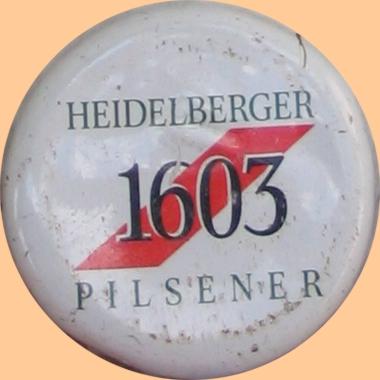 HEIDELBERGER
1603
PILSENER